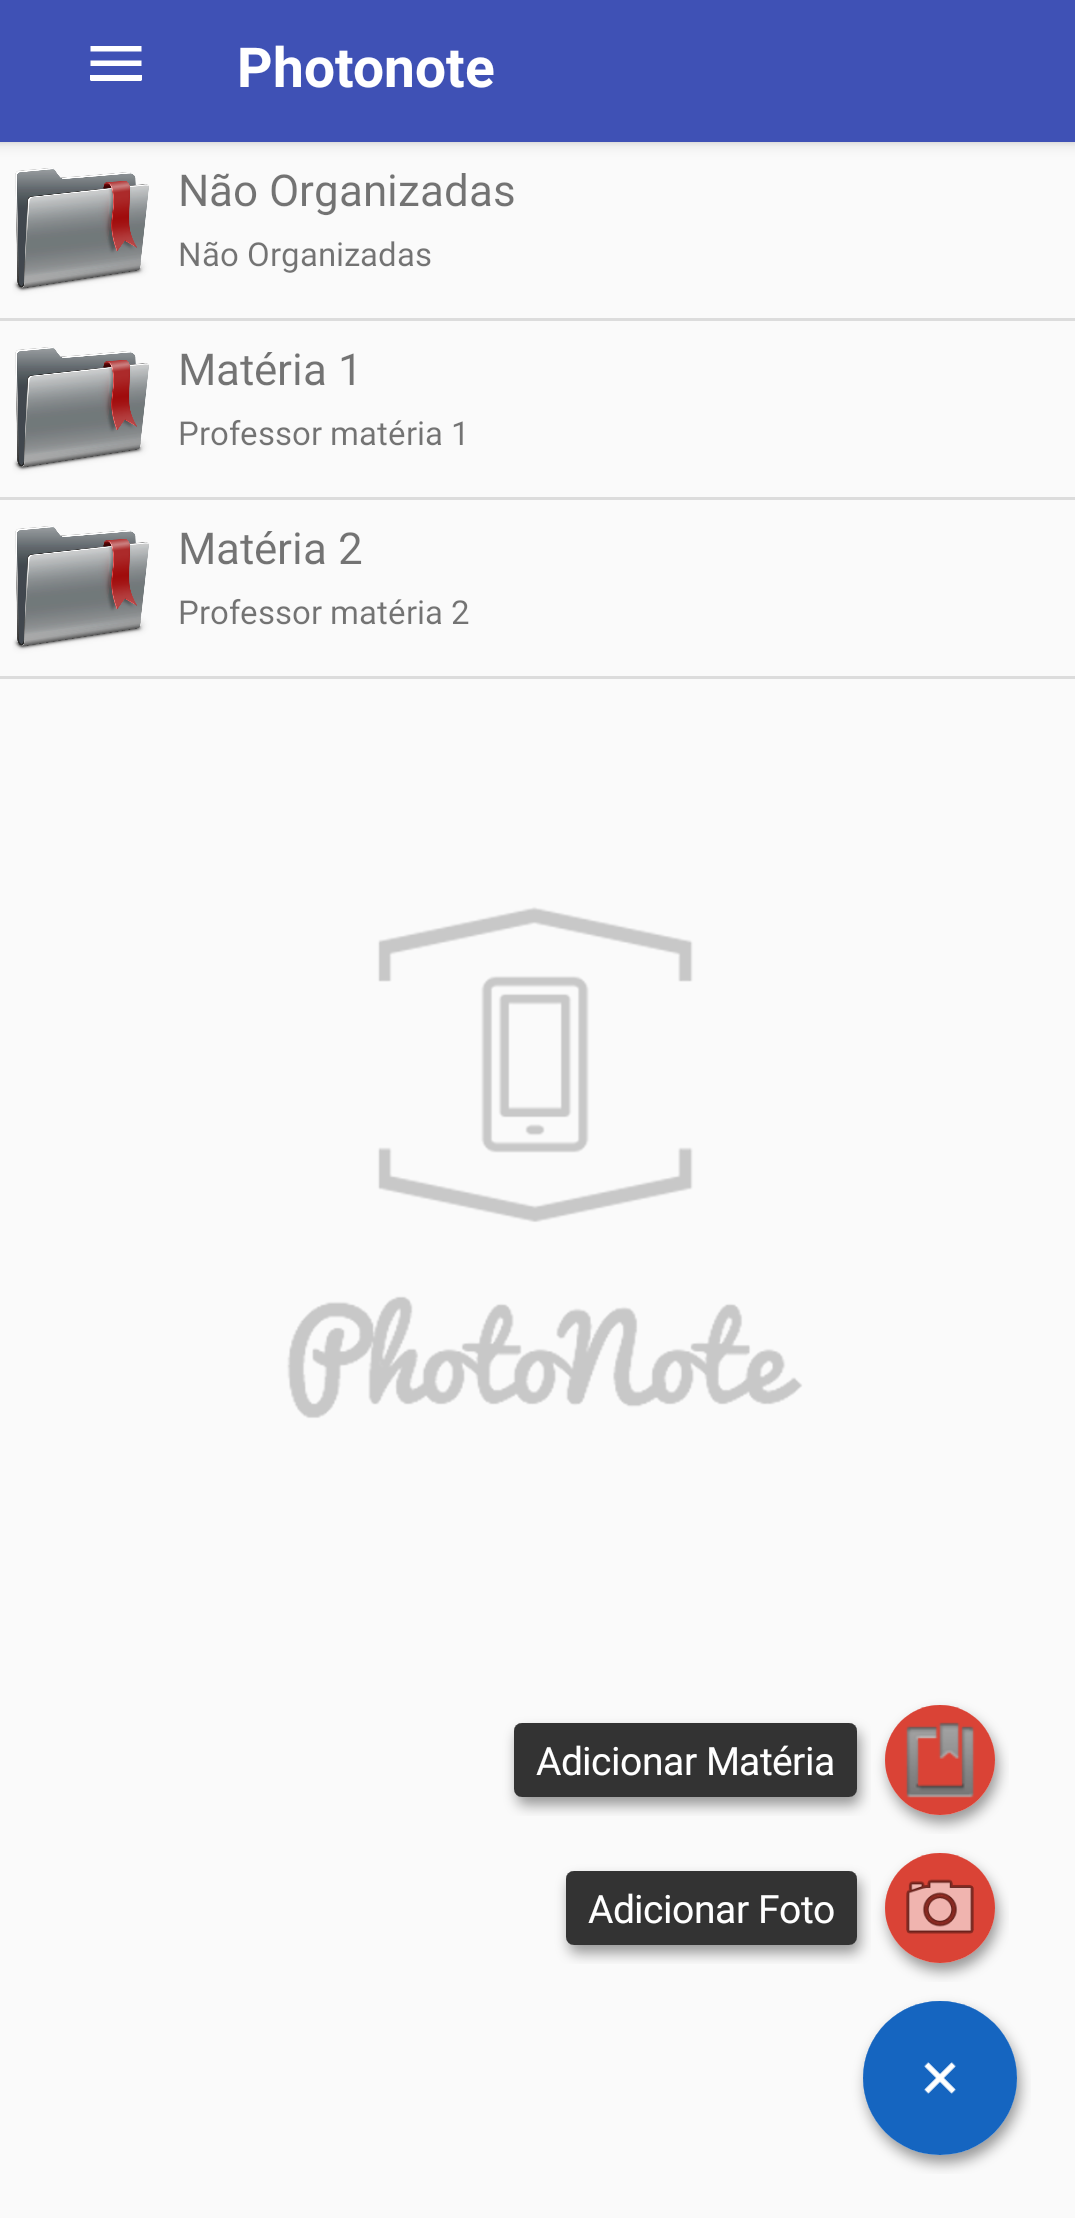 Photonote
Não Organizadas
Não Organizadas
Matéria 1
Professor matéria 1
Matéria 2
Professor matéria 2
PhotoNote
Adicionar Matéria
Adicionar Foto